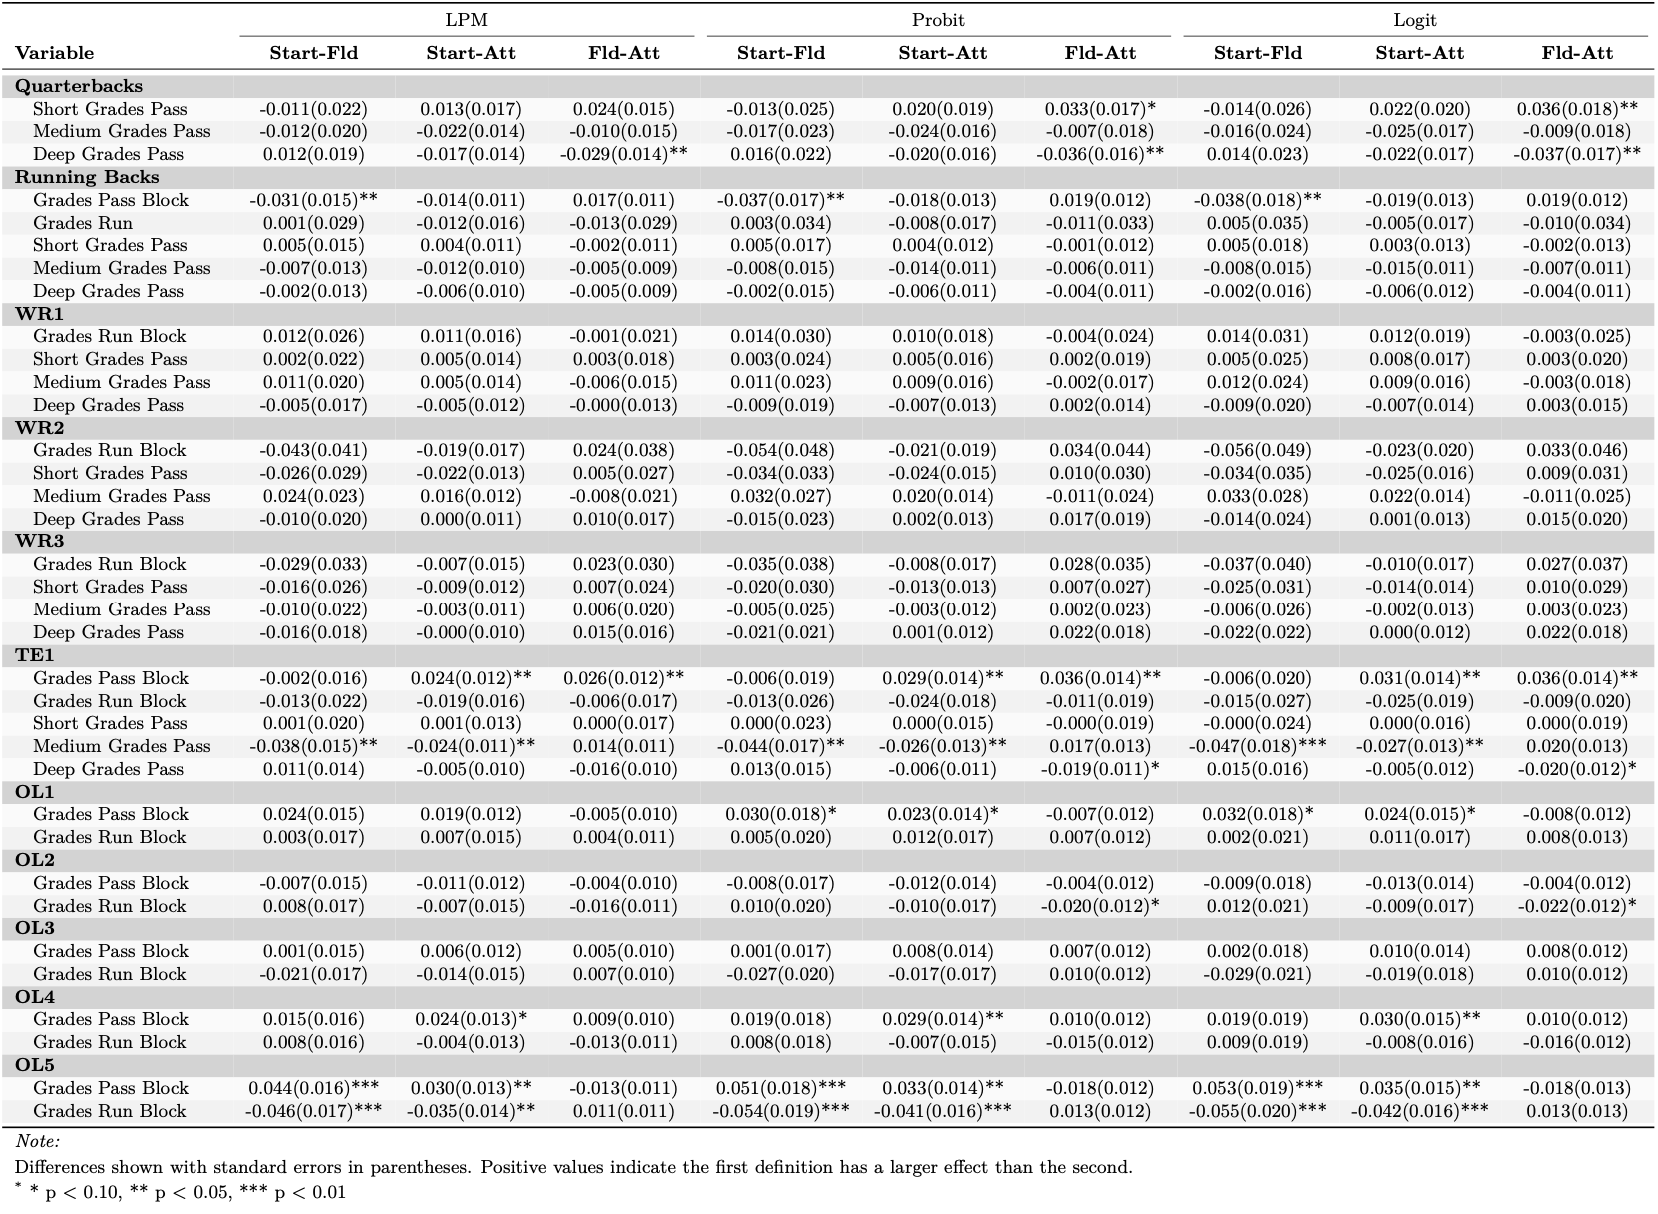 LPM Probit Logit
Variable Start-Fld Start-Att Fld-Att Start-Fld Start-Att Fld-Att Start-Fld Start-Att Fld-Att
Quarterbacks
Short Grades Pass -0.011(0.022) 0.013(0.017) 0.024(0.015) -0.013(0.025) 0.020(0.019) 0.033(0.017)* -0.014(0.026) 0.022(0.020) 0.036(0.018)**
Medium Grades Pass -0.012(0.020) -0.022(0.014) -0.010(0.015) -0.017(0.023) -0.024(0.016) -0.007(0.018) -0.016(0.024) -0.025(0.017) -0.009(0.018)
Deep Grades Pass 0.012(0.019) -0.017(0.014) -0.029(0.014)** 0.016(0.022) -0.020(0.016) -0.036(0.016)** 0.014(0.023) -0.022(0.017) -0.037(0.017)**
Running Backs
Grades Pass Block -0.031(0.015)** -0.014(0.011) 0.017(0.011) -0.037(0.017)** -0.018(0.013) 0.019(0.012) -0.038(0.018)** -0.019(0.013) 0.019(0.012)
Grades Run 0.001(0.029) -0.012(0.016) -0.013(0.029) 0.003(0.034) -0.008(0.017) -0.011(0.033) 0.005(0.035) -0.005(0.017) -0.010(0.034)
Short Grades Pass 0.005(0.015) 0.004(0.011) -0.002(0.011) 0.005(0.017) 0.004(0.012) -0.001(0.012) 0.005(0.018) 0.003(0.013) -0.002(0.013)
Medium Grades Pass -0.007(0.013) -0.012(0.010) -0.005(0.009) -0.008(0.015) -0.014(0.011) -0.006(0.011) -0.008(0.015) -0.015(0.011) -0.007(0.011)
Deep Grades Pass -0.002(0.013) -0.006(0.010) -0.005(0.009) -0.002(0.015) -0.006(0.011) -0.004(0.011) -0.002(0.016) -0.006(0.012) -0.004(0.011)
WR1
Grades Run Block 0.012(0.026) 0.011(0.016) -0.001(0.021) 0.014(0.030) 0.010(0.018) -0.004(0.024) 0.014(0.031) 0.012(0.019) -0.003(0.025)
Short Grades Pass 0.002(0.022) 0.005(0.014) 0.003(0.018) 0.003(0.024) 0.005(0.016) 0.002(0.019) 0.005(0.025) 0.008(0.017) 0.003(0.020)
Medium Grades Pass 0.011(0.020) 0.005(0.014) -0.006(0.015) 0.011(0.023) 0.009(0.016) -0.002(0.017) 0.012(0.024) 0.009(0.016) -0.003(0.018)
Deep Grades Pass -0.005(0.017) -0.005(0.012) -0.000(0.013) -0.009(0.019) -0.007(0.013) 0.002(0.014) -0.009(0.020) -0.007(0.014) 0.003(0.015)
WR2
Grades Run Block -0.043(0.041) -0.019(0.017) 0.024(0.038) -0.054(0.048) -0.021(0.019) 0.034(0.044) -0.056(0.049) -0.023(0.020) 0.033(0.046)
Short Grades Pass -0.026(0.029) -0.022(0.013) 0.005(0.027) -0.034(0.033) -0.024(0.015) 0.010(0.030) -0.034(0.035) -0.025(0.016) 0.009(0.031)
Medium Grades Pass 0.024(0.023) 0.016(0.012) -0.008(0.021) 0.032(0.027) 0.020(0.014) -0.011(0.024) 0.033(0.028) 0.022(0.014) -0.011(0.025)
Deep Grades Pass -0.010(0.020) 0.000(0.011) 0.010(0.017) -0.015(0.023) 0.002(0.013) 0.017(0.019) -0.014(0.024) 0.001(0.013) 0.015(0.020)
WR3
Grades Run Block -0.029(0.033) -0.007(0.015) 0.023(0.030) -0.035(0.038) -0.008(0.017) 0.028(0.035) -0.037(0.040) -0.010(0.017) 0.027(0.037)
Short Grades Pass -0.016(0.026) -0.009(0.012) 0.007(0.024) -0.020(0.030) -0.013(0.013) 0.007(0.027) -0.025(0.031) -0.014(0.014) 0.010(0.029)
Medium Grades Pass -0.010(0.022) -0.003(0.011) 0.006(0.020) -0.005(0.025) -0.003(0.012) 0.002(0.023) -0.006(0.026) -0.002(0.013) 0.003(0.023)
Deep Grades Pass -0.016(0.018) -0.000(0.010) 0.015(0.016) -0.021(0.021) 0.001(0.012) 0.022(0.018) -0.022(0.022) 0.000(0.012) 0.022(0.018)
TE1
Grades Pass Block -0.002(0.016) 0.024(0.012)** 0.026(0.012)** -0.006(0.019) 0.029(0.014)** 0.036(0.014)** -0.006(0.020) 0.031(0.014)** 0.036(0.014)**
Grades Run Block -0.013(0.022) -0.019(0.016) -0.006(0.017) -0.013(0.026) -0.024(0.018) -0.011(0.019) -0.015(0.027) -0.025(0.019) -0.009(0.020)
Short Grades Pass 0.001(0.020) 0.001(0.013) 0.000(0.017) 0.000(0.023) 0.000(0.015) -0.000(0.019) -0.000(0.024) 0.000(0.016) 0.000(0.019)
Medium Grades Pass -0.038(0.015)** -0.024(0.011)** 0.014(0.011) -0.044(0.017)** -0.026(0.013)** 0.017(0.013) -0.047(0.018)*** -0.027(0.013)** 0.020(0.013)
Deep Grades Pass 0.011(0.014) -0.005(0.010) -0.016(0.010) 0.013(0.015) -0.006(0.011) -0.019(0.011)* 0.015(0.016) -0.005(0.012) -0.020(0.012)*
OL1
Grades Pass Block 0.024(0.015) 0.019(0.012) -0.005(0.010) 0.030(0.018)* 0.023(0.014)* -0.007(0.012) 0.032(0.018)* 0.024(0.015)* -0.008(0.012)
Grades Run Block 0.003(0.017) 0.007(0.015) 0.004(0.011) 0.005(0.020) 0.012(0.017) 0.007(0.012) 0.002(0.021) 0.011(0.017) 0.008(0.013)
OL2
Grades Pass Block -0.007(0.015) -0.011(0.012) -0.004(0.010) -0.008(0.017) -0.012(0.014) -0.004(0.012) -0.009(0.018) -0.013(0.014) -0.004(0.012)
Grades Run Block 0.008(0.017) -0.007(0.015) -0.016(0.011) 0.010(0.020) -0.010(0.017) -0.020(0.012)* 0.012(0.021) -0.009(0.017) -0.022(0.012)*
OL3
Grades Pass Block 0.001(0.015) 0.006(0.012) 0.005(0.010) 0.001(0.017) 0.008(0.014) 0.007(0.012) 0.002(0.018) 0.010(0.014) 0.008(0.012)
Grades Run Block -0.021(0.017) -0.014(0.015) 0.007(0.010) -0.027(0.020) -0.017(0.017) 0.010(0.012) -0.029(0.021) -0.019(0.018) 0.010(0.012)
OL4
Grades Pass Block 0.015(0.016) 0.024(0.013)* 0.009(0.010) 0.019(0.018) 0.029(0.014)** 0.010(0.012) 0.019(0.019) 0.030(0.015)** 0.010(0.012)
Grades Run Block 0.008(0.016) -0.004(0.013) -0.013(0.011) 0.008(0.018) -0.007(0.015) -0.015(0.012) 0.009(0.019) -0.008(0.016) -0.016(0.012)
OL5
Grades Pass Block 0.044(0.016)*** 0.030(0.013)** -0.013(0.011) 0.051(0.018)*** 0.033(0.014)** -0.018(0.012) 0.053(0.019)*** 0.035(0.015)** -0.018(0.013)
Grades Run Block -0.046(0.017)*** -0.035(0.014)** 0.011(0.011) -0.054(0.019)*** -0.041(0.016)*** 0.013(0.012) -0.055(0.020)*** -0.042(0.016)*** 0.013(0.013)
Note:
Differences shown with standard errors in parentheses. Positive values indicate the first definition has a larger effect than the second.
* * p < 0.10, ** p < 0.05, *** p < 0.01